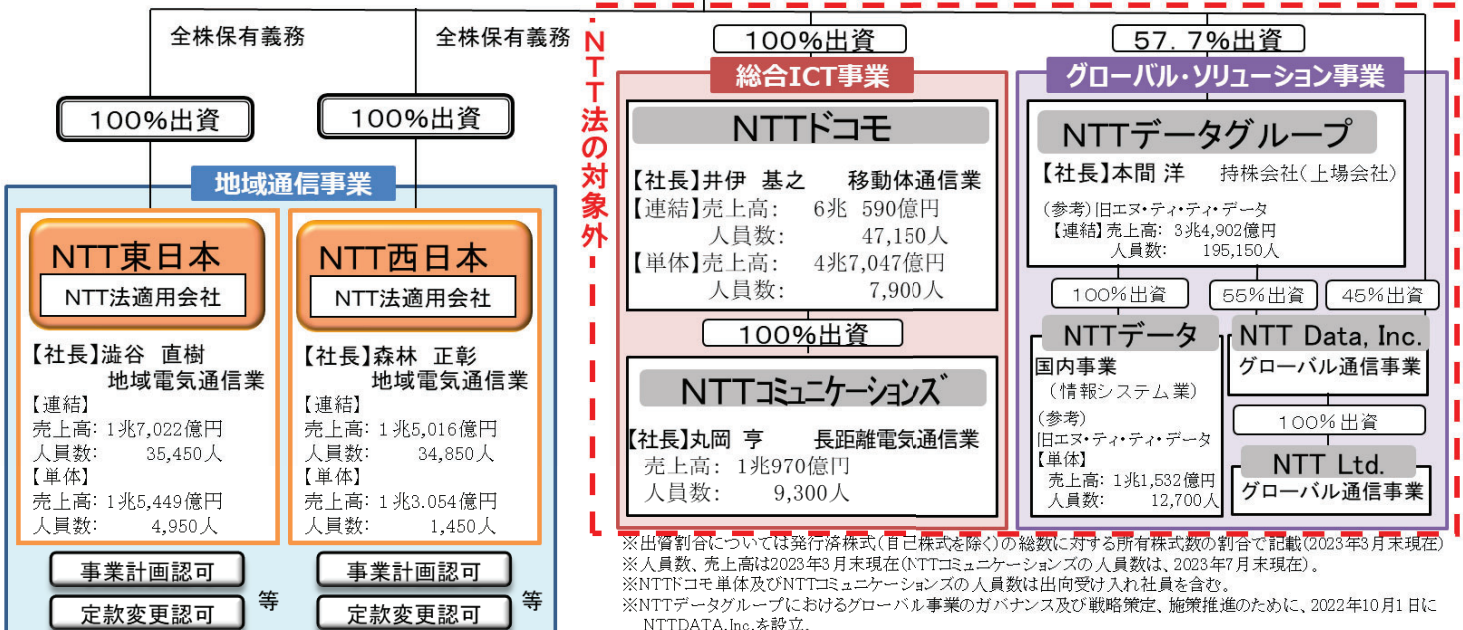 全株保有義務
100%出資
全株保有義務
100%出資
地域通信事業
NTT東日本
NTT法適用会社
【社長】澁谷 直樹
地域電気通信業
【連結】
売上高: 1兆7,022億円
人員数: 35,450人
【単体】
売上高: 1兆5,449億円
人員数: 4,950人
事業計画認可
定款変更認可
等
NTT西日本
NTT法適用会社
【社長】森林 正彰
地域電気通信業
【連結】
売上高: 1兆5,016億円
人員数: 34,850人
【単体】
売上高: 1兆3.054億円
人員数: 1,450人
事業計画認可
定款変更認可
等
NTT法の対象外
100%出資
総合ICT事業
NTTドコモ
【社長】井伊 基之 移動体通信業
【連結】売上高: 6兆 590億円
人員数: 47,150人
【単体】売上高: 4兆7,047億円
人員数: 7,900人
100%出資
NTTコミュニケーションズ
【社長】丸岡 亨 長距離電気通信業
売上高: 1兆970億円
人員数: 9,300人
57.7%出資
グローバル・ソリューション事業
NTTデータグループ
【社長】本間 洋 持株会社(上場会社)
(参考)旧エヌ・ティ・ティ・データ
【連結】売上高: 3兆4,902億円
人員数: 195,150人
100%出資
55%出資
45%出資
NTTデータ
国内事業
(情報システム業)
(参考)
旧エヌ・ティ・ティ・データ
【単体】
売上高: 1兆1,532億円
人員数: 12,700人
NTT Data, Inc.
グローバル通信事業
100%出資
NTT Ltd.
グローバル通信事業
※出資割合については発行済株式(自己株式を除く)の総数に対する所有株式数の割合で記載(2023年3月末現在)
※人員数、売上高は2023年3月末現在(NTTコミュニケーションズの人員数は、2023年7月末現在)。
※NTTドコモ単体及びNTTコミュニケーションズの人員数は出向受け入れ社員を含む。
※NTTデータグループにおけるグローバル事業のガバナンス及び戦略策定、施策推進のために、2022年10月1日に
NTTDATA,Inc.を設立。